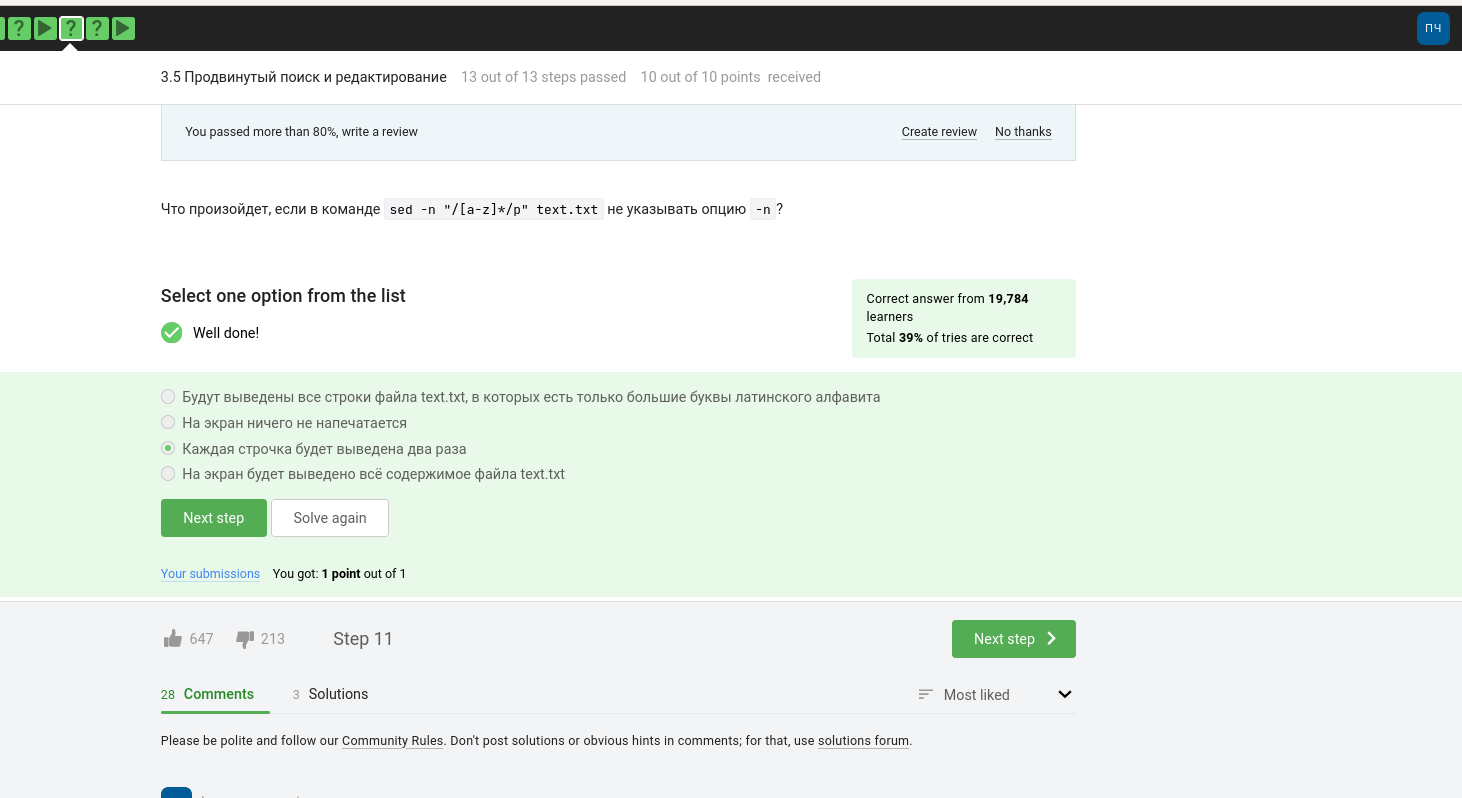 ? ? ?
ПЧ
3.5 Продвинутый поиск и редактирование 13 out of 13 steps passed 10 out of 10 points received
You passed more than 80%, write a review Create review No thanks
Что произойдет, если в команде sed -n "/[a-z]*/p" text.txt не указывать опцию -n?
Select one option from the list
Correct answer from 19,784
learners
Total 39% of tries are correct
Well done!
Будут выведены все строки файла text.txt, в которых есть только большие буквы латинского алфавита
На экран ничего не напечатается
Каждая строчка будет выведена два раза
На экран будет выведено всё содержимое файла text.txt
Next step Solve again
Your submissions You got: 1 point out of 1
647 213 Step 11 Next step
28 Comments 3 Solutions Most liked
Please be polite and follow our Community Rules. Don't post solutions or obvious hints in comments; for that, use solutions forum.